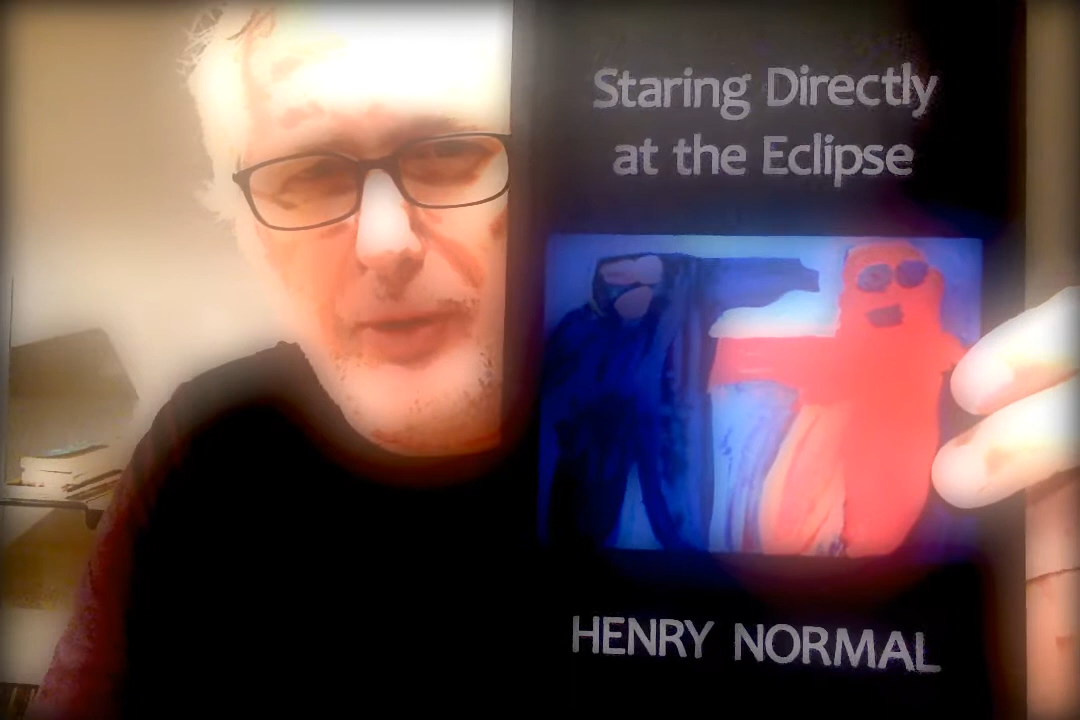 Staring Directly
at the Eclipse
HENRY NORMAL